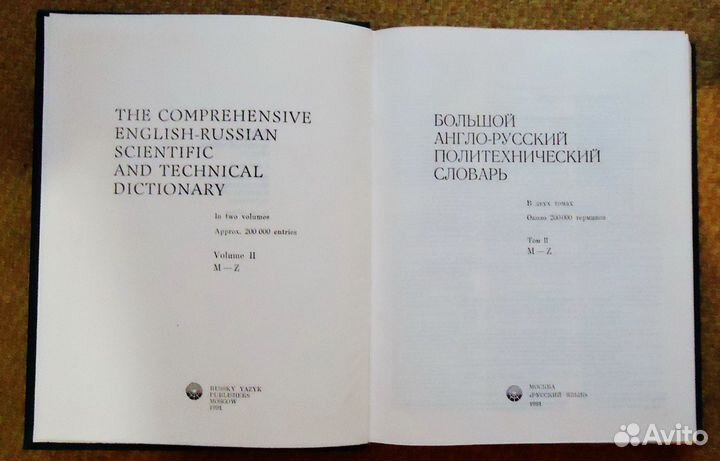 THE COMPREHENSIVE
ENGLISH-RUSSIAN
SCIENTIFIC
AND TECHNICAL
DICTIONARY
In two volumes
Approx. 200 000 entries
Volume II
M — Z
RUSSKY YAZYK
PUBLISHERS
MOSCOW
1991
БОЛЬШОЙ
АНГЛО-РУССКИЙ
ПОЛИТЕХНИЧЕСКИЙ
СЛОВАРЬ
В двух томах
Около 200 000 терминов
Том II
M — Z
МОСКВА
«РУССКИЙ ЯЗЫК»
1991
Avito